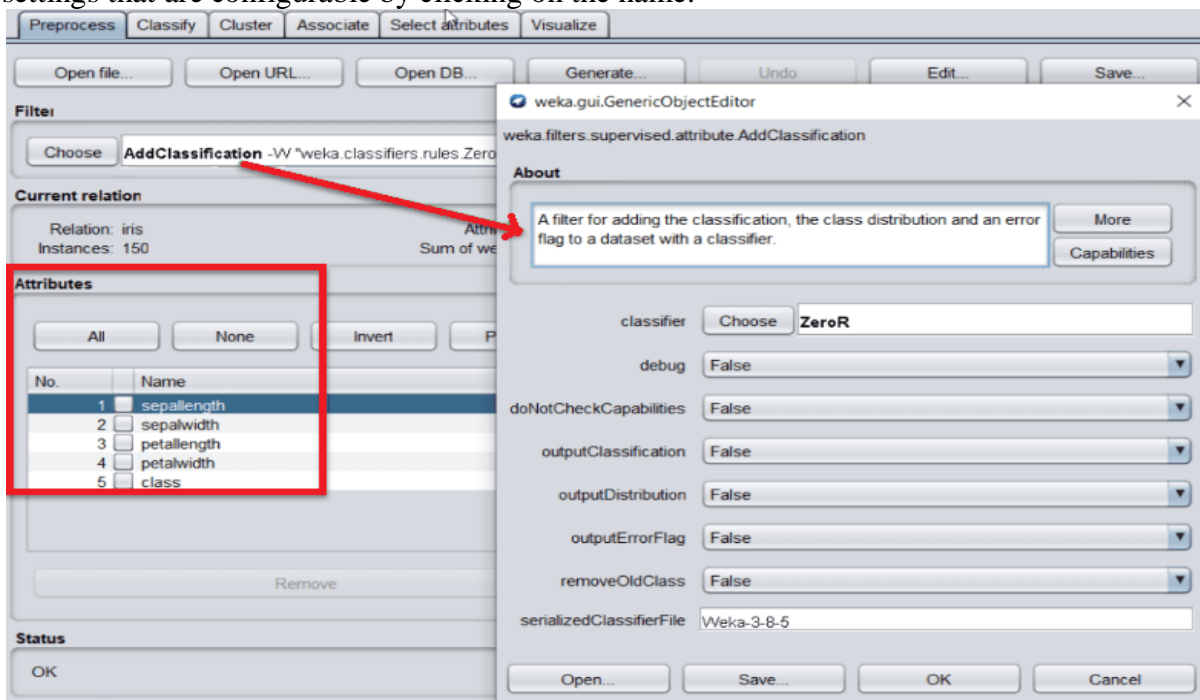 settings that are configurable by clicking on the name.
Preprocess Classify Cluster Associate Select attributes Visualize
Open file... Open URL... Open DB... Generate... Undo Edit... Save...
Filter
Choose AddClassification -W "weka.classifiers.rules.Zero
Current relation
Relation: iris
Instances: 150
Sum of we
Attributes
All None Invert P
No. Name
1 sepallength
2 sepalwidth
3 petallength
4 petalwidth
5 class
Remove
Status
OK
weka.gui.GenericObjectEditor
weka.filters.supervised.attribute.AddClassification
About
A filter for adding the classification, the class distribution and an error
flag to a dataset with a classifier.
More
Capabilities
classifier Choose ZeroR
debug False
doNotCheckCapabilities False
outputClassification False
outputDistribution False
outputErrorFlag False
removeOldClass False
serializedClassifierFile Weka-3-8-5
Open... Save... OK Cancel